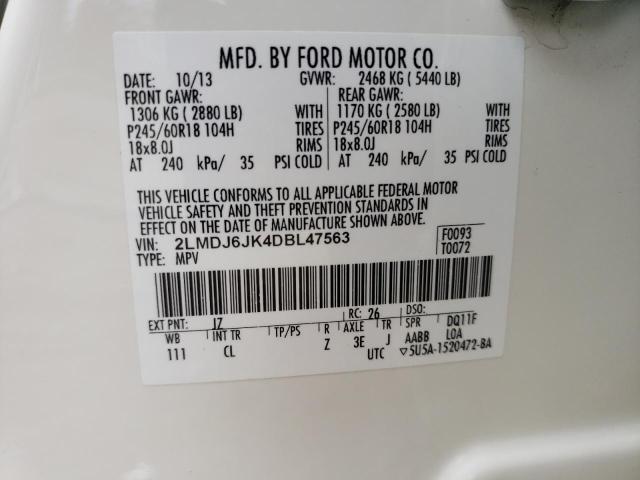 MFD. BY FORD MOTOR CO.
DATE: 10/13 GVWR: 2468 KG ( 5440 LB)
FRONT GAWR: REAR GAWR:
1306 KG ( 2880 LB) WITH 1170 KG ( 2580 LB) WITH
P245/60R18 104H TIRES P245/60R18 104H TIRES
18x8.0J RIMS 18x8.0J RIMS
AT 240 kPa/ 35 PSI COLD AT 240 kPa/ 35 PSI COLD
THIS VEHICLE CONFORMS TO ALL APPLICABLE FEDERAL MOTOR
VEHICLE SAFETY AND THEFT PREVENTION STANDARDS IN
EFFECT ON THE DATE OF MANUFACTURE SHOWN ABOVE.
VIN: 2LMDJ6JK4DBL47563 F0093
TYPE: MPV T0072
EXT PNT: JZ RC: 26 DSO:
WB INT TR TP/PS R AXLE TR SPR DQ11F
111 CL Z 3E J AABB LOA
UTC ▽5U5A-1520472-BA